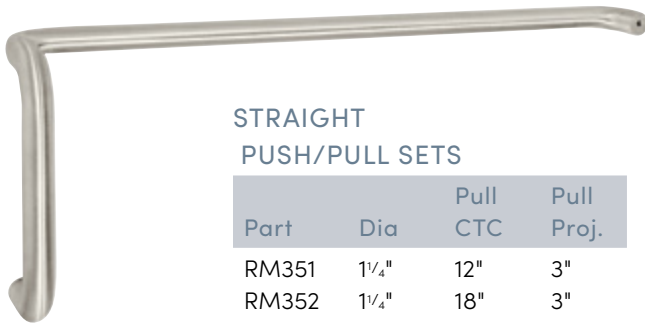 STRAIGHT
PUSH/PULL SETS
Part Dia Pull CTC Pull Proj.
RM351 1¼" 12" 3"
RM352 1¼" 18" 3"